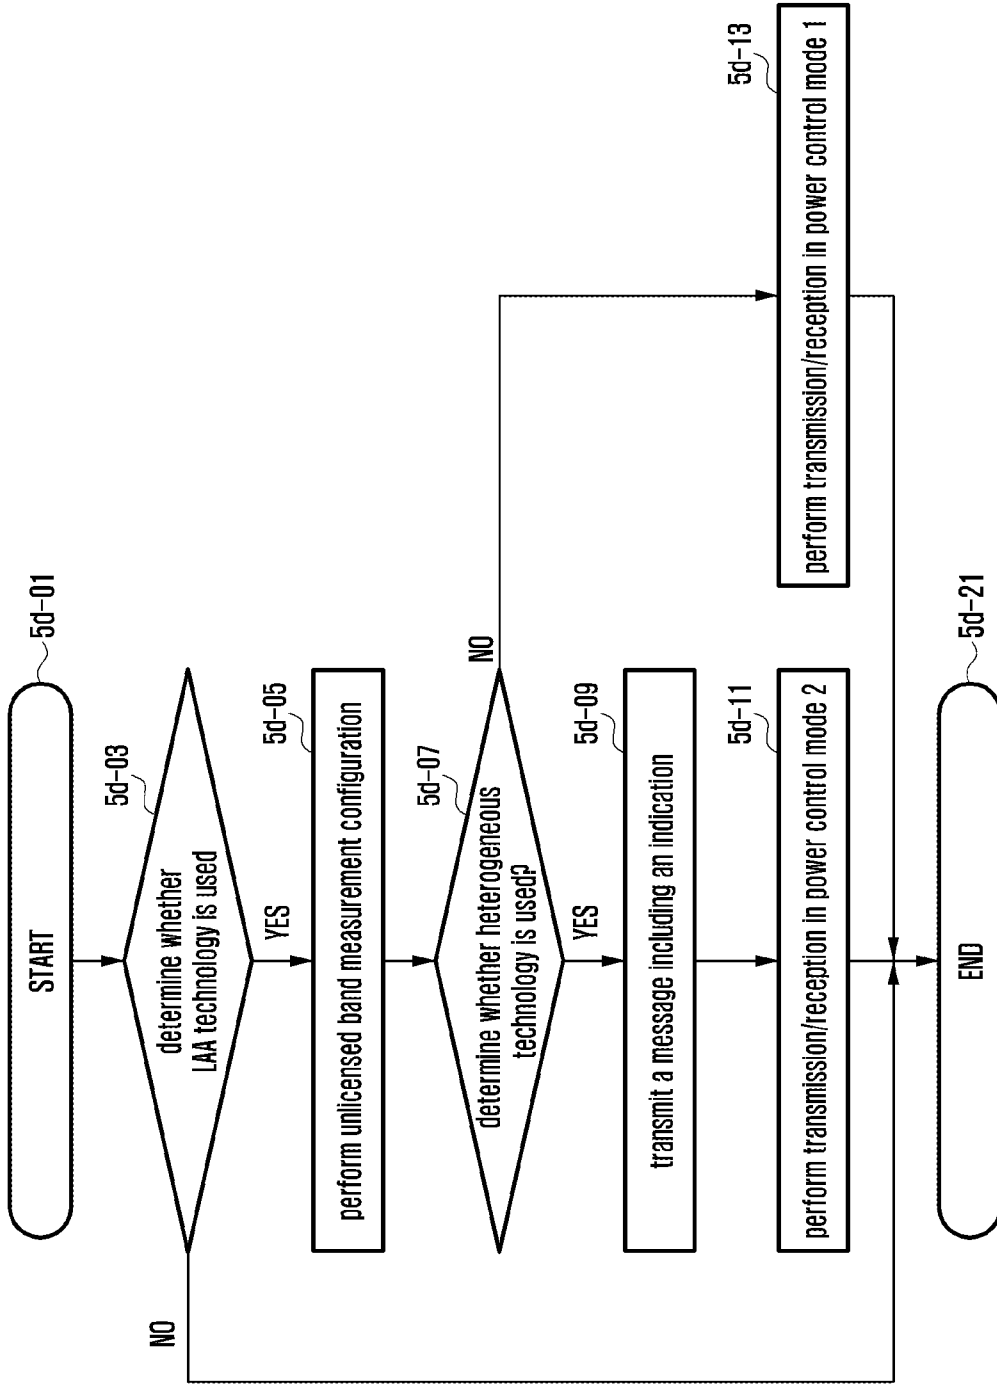 START
5d-01
determine whether
LAA technology is used
5d-03
NO
YES
perform unlicensed band measurement configuration
5d-05
determine whether heterogeneous
technology is used?
5d-07
NO
YES
transmit a message including an indication
5d-09
perform transmission/reception in power control mode 2
5d-11
perform transmission/reception in power control mode 1
5d-13
END
5d-21